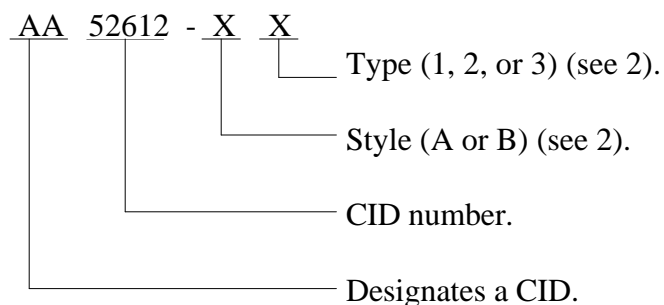 AA 52612 - X X
Type (1, 2, or 3) (see 2).
Style (A or B) (see 2).
CID number.
Designates a CID.